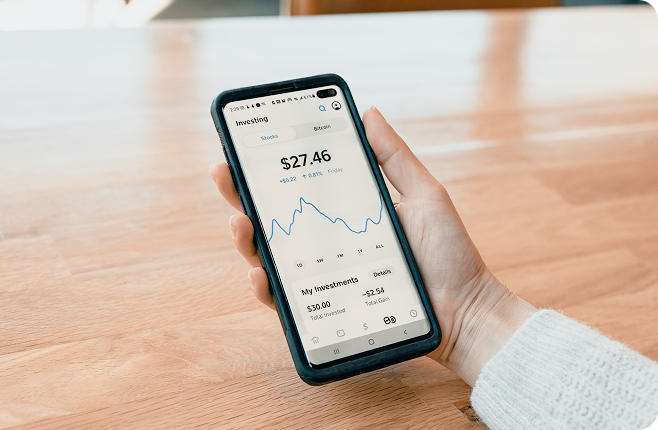 Investing
Stocks Bitcoin
$27.46
+$0.22 ↑ 0.81% Friday
1D 1W 1M 1Y ALL
My Investments Details
$30.00 -$2.54
Total Invested Total Gain